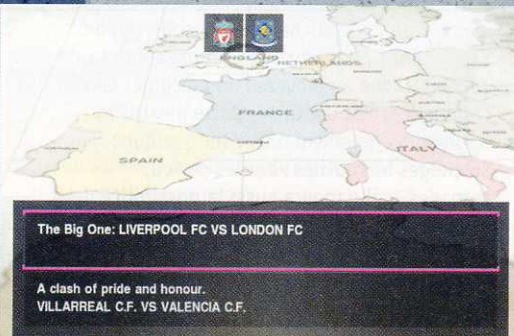 ENGLAND
NETHERLANDS
FRANCE
SPAIN
ITALY
The Big One: LIVERPOOL FC VS LONDON FC
A clash of pride and honour.
VILLARREAL C.F. VS VALENCIA C.F.